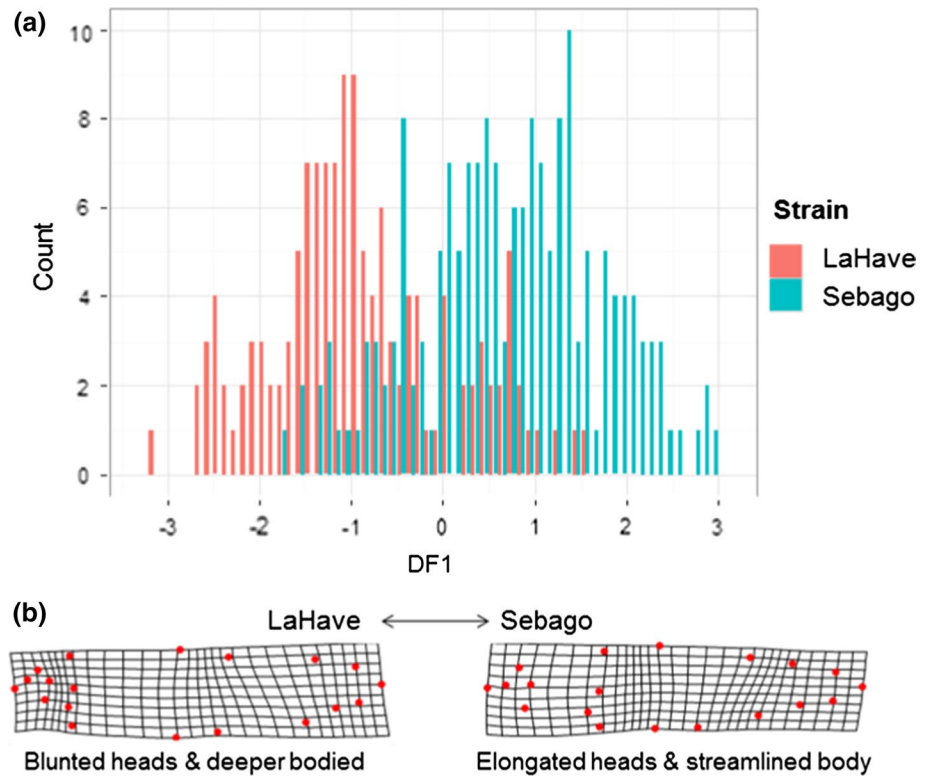 (a)
10
8
6
4
2
0
Count
-3 -2 -1 0 1 2 3
DF1
Strain
LaHave
Sebago
(b)
LaHave Sebago
Blunted heads & deeper bodied
Elongated heads & streamlined body